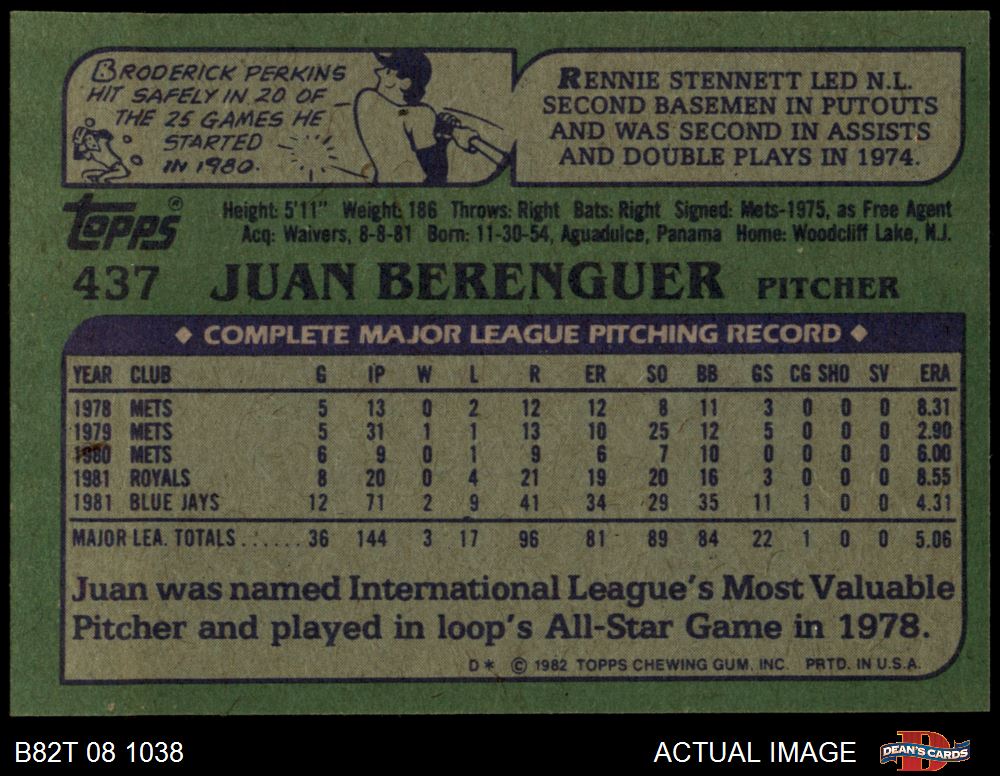 BRODERICK PERKINS
HIT SAFELY IN 20 OF
THE 25 GAMES HE
STARTED
IN 1980.
RENNIE STENNETT LED N.L.
SECOND BASEMEN IN PUTOUTS
AND WAS SECOND IN ASSISTS
AND DOUBLE PLAYS IN 1974.
TOPPS®
Height: 5'11" Weight: 186 Throws: Right Bats: Right Signed: Mets-1975, as Free Agent
Acq: Waivers, 8-8-81 Born: 11-30-54, Aguadulce, Panama Home: Woodcliff Lake, N.J.
437 JUAN BERENGUER PITCHER
◆ COMPLETE MAJOR LEAGUE PITCHING RECORD ◆
YEAR CLUB G IP W L R ER SO BB GS CG SHO SV ERA
1978 METS 5 13 0 2 12 12 8 11 3 0 0 0 8.31
1979 METS 5 31 1 1 13 10 25 12 5 0 0 0 2.90
1980 METS 6 9 0 1 9 6 7 10 0 0 0 0 6.00
1981 ROYALS 8 20 0 4 21 19 20 16 3 0 0 0 8.55
1981 BLUE JAYS 12 71 2 9 41 34 29 35 11 1 0 0 4.31
MAJOR LEA. TOTALS....... 36 144 3 17 96 81 89 84 22 1 0 0 5.06
Juan was named International League's Most Valuable
Pitcher and played in loop's All-Star Game in 1978.
D* © 1982 TOPPS CHEWING GUM, INC. PRTD. IN U.S.A.
B82T 08 1038 ACTUAL IMAGE D DEAN'S CARDS